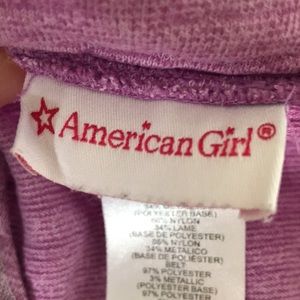 ☆American Girl®
(POLYESTER BASE)
66% NYLON
34% LAME
(BASE DE POLYESTER)
66% NYLON
34% METALICO
(BASE DE POLIÉSTER)
BELT
97% POLYESTER
3% METALLIC
(POLYESTER BASE)
97% POLYESTER